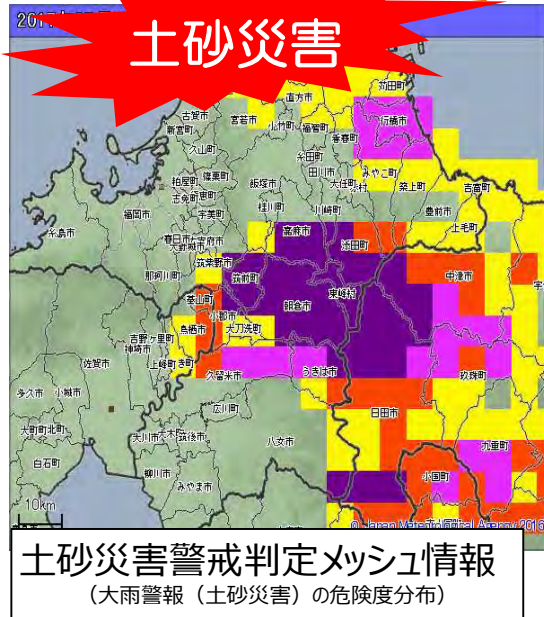 2017年
土砂災害
苅田町
直方市
古賀市
宮若市
行橋市
新宮町
小竹町
福智町
香春町
久山町
糸田町
田川市
みやこ町
篠栗町
粕屋町
飯塚市
大任町
築上町
吉富町
福岡市
宇美町
桂川町
川崎町
豊前市
上毛町
糸島市
嘉麻市
添田町
春日市
筑紫野市
中津市
那珂川町
筑前町
東峰村
基山町
朝倉市
小郡市
鳥栖市
大刀洗町
吉野ヶ里町
神埼市
佐賀市
上峰町
久留米市
うきは市
玖珠町
多久市
小城市
広川町
日田市
大町町
大川市
大木町
筑後市
八女市
九重町
白石町
柳川市
小国町
みやま市
10km
土砂災害警戒判定メッシュ情報
（大雨警報（土砂災害）の危険度分布）